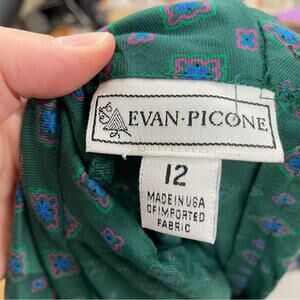 EVAN-PICONE
12
MADE IN USA
OF IMPORTED
FABRIC